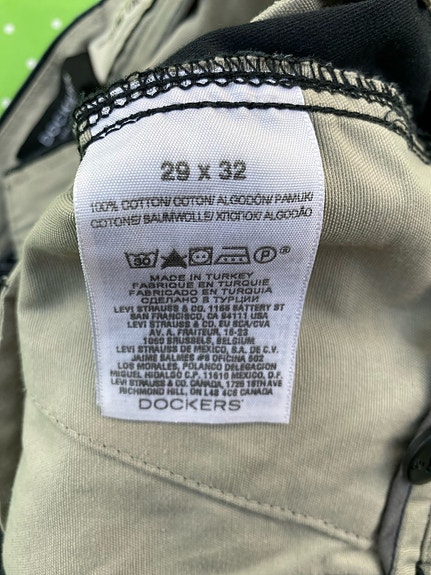 29 x 32
100% COTTON/ COTON/ ALGODÓN/ PAMUK/
COTONE/ BAUMWOLLE/ ХЛОПОК/ ALGODÃO
30 P ®
MADE IN TURKEY
FABRIQUE EN TURQUIE
FABRICADO EN TURQUIA
СДЕЛАНО В ТУРЦИИ
LEVI STRAUSS & CO. 1155 BATTERY ST
SAN FRANCISCO, CA 94111 USA
LEVI STRAUSS & CO. EU SCA/CVA
AV. A. FRAITEUR, 15-23
1050 BRUSSELS, BELGIUM
LEVI STRAUSS DE MEXICO, S.A. DE C.V.
JAIME BALMES #8 OFICINA 502
LOS MORALES, POLANCO DELEGACION
MIGUEL HIDALGO C.P. 11510 MEXICO, D.F.
LEVI STRAUSS & CO. CANADA, 1725 16TH AVE
RICHMOND HILL, ON L4B 4C6 CANADA
DOCKERS®